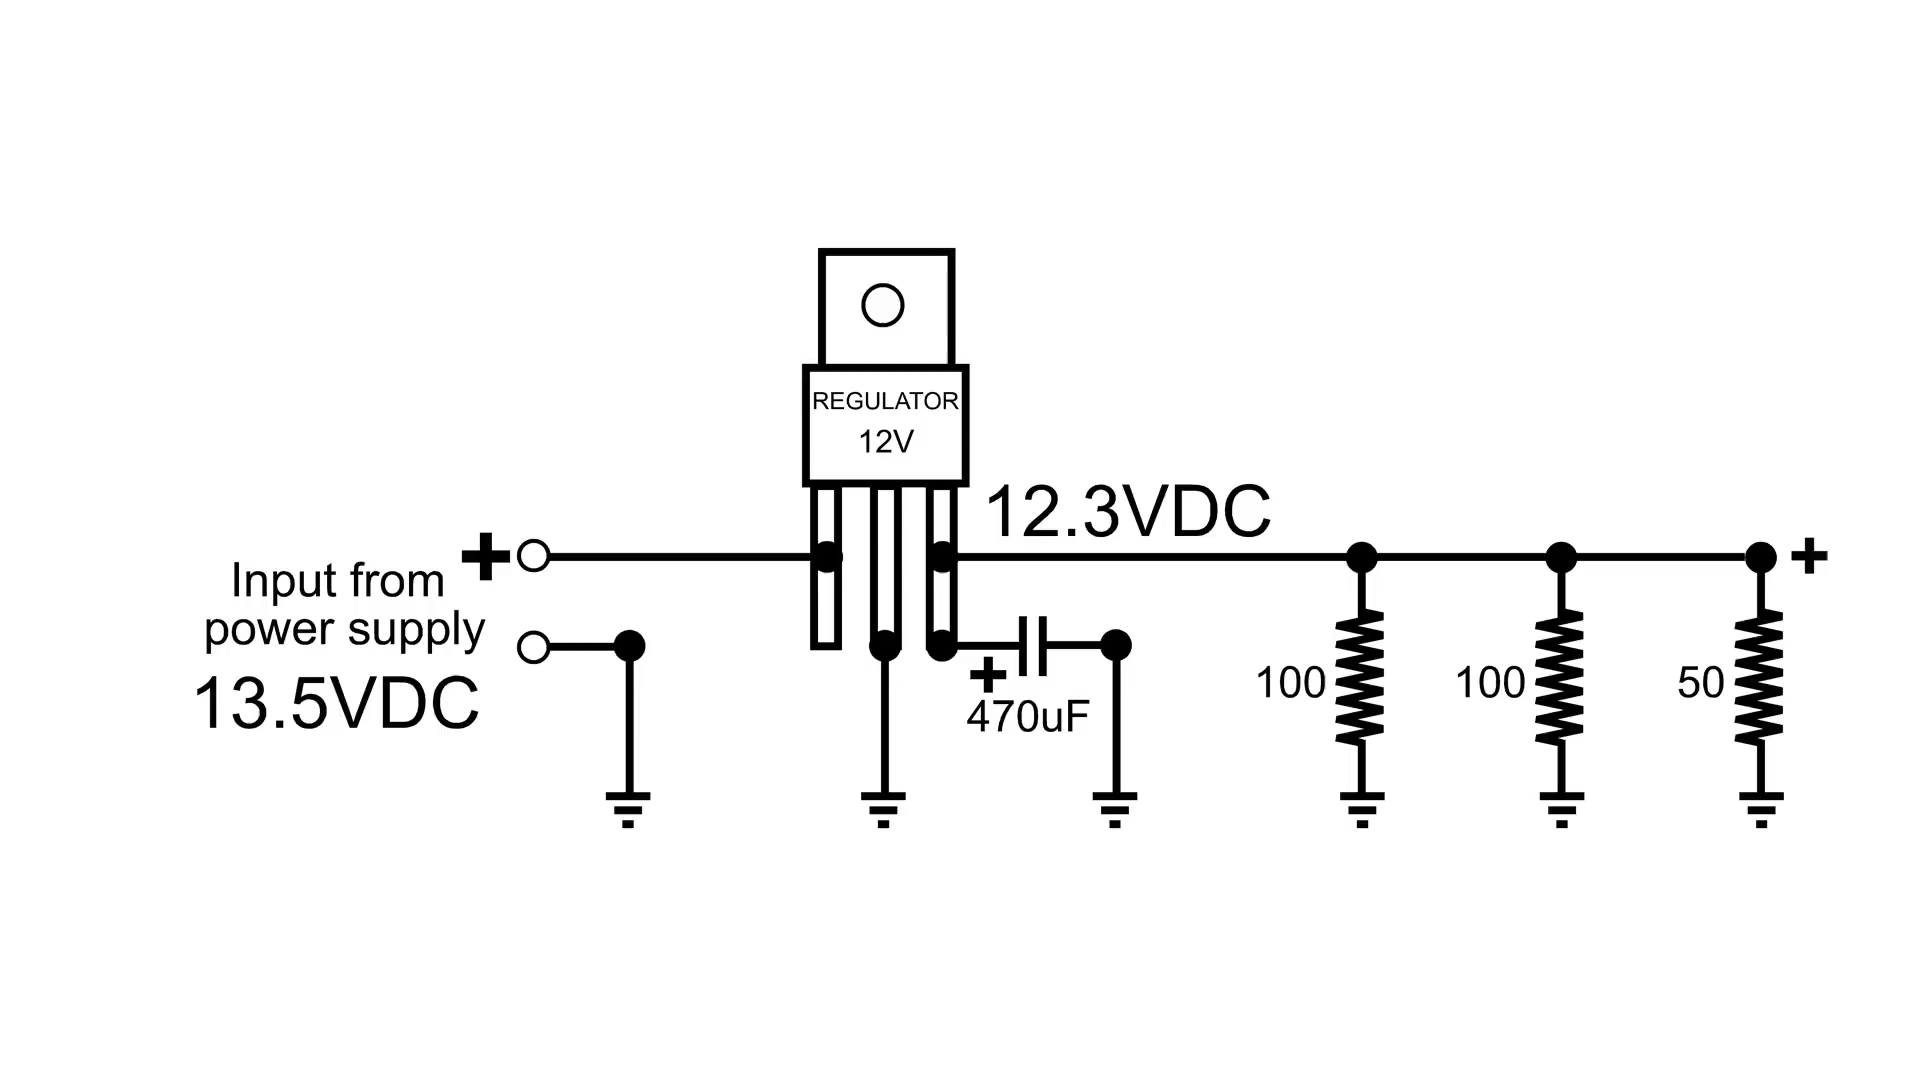 REGULATOR
12V
12.3VDC
+
Input from
power supply
13.5VDC
+
+
470uF
100
100
50